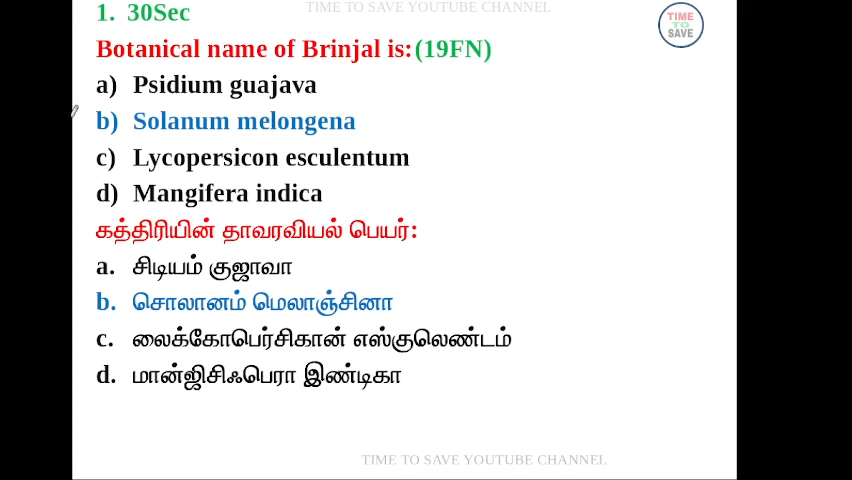 TIME TO SAVE YOUTUBE CHANNEL
1. 30Sec
TIME
TO
SAVE
Botanical name of Brinjal is:(19FN)
a) Psidium guajava
b) Solanum melongena
c) Lycopersicon esculentum
d) Mangifera indica
கத்திரியின் தாவரவியல் பெயர்:
a. சிடியம் குஜாவா
b. சொலானம் மெலாஞ்சினா
c. லைக்கோபெர்சிகான் எஸ்குலெண்டம்
d. மான்ஜிசிஃபெரா இண்டிகா
TIME TO SAVE YOUTUBE CHANNEL